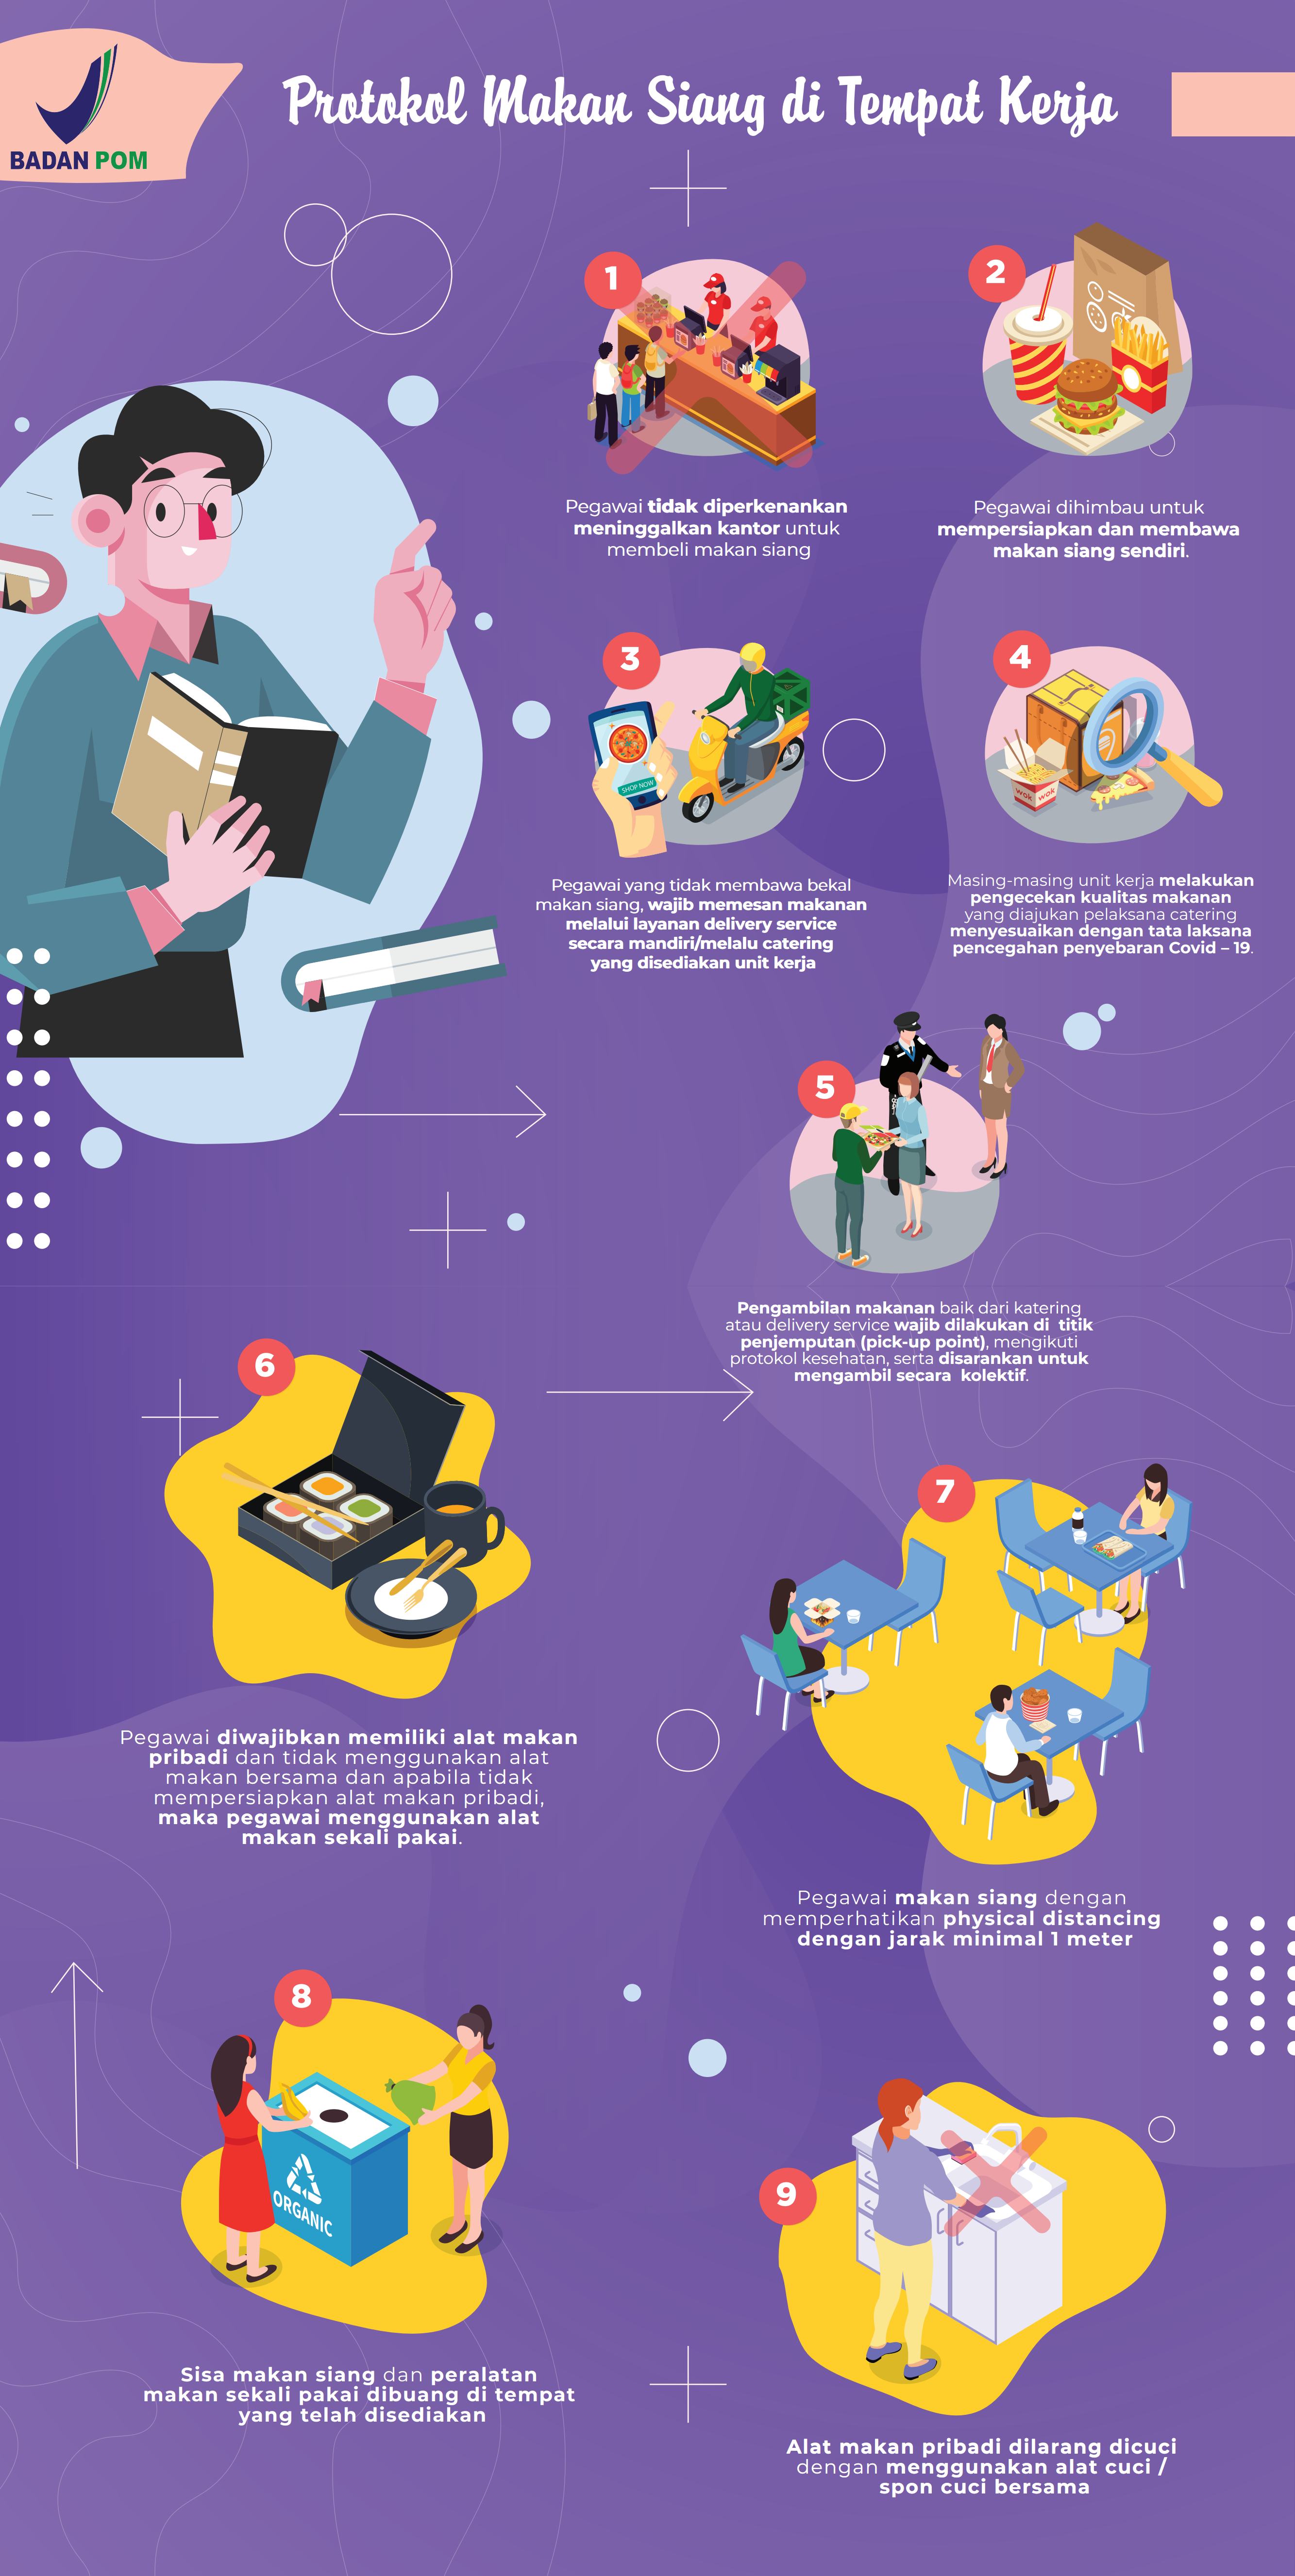 BADAN POM
Protokol Makan Siang di Tempat Kerja
1
Pegawai tidak diperkenankan
meninggalkan kantor untuk
membeli makan siang
2
Pegawai dihimbau untuk
mempersiapkan dan membawa
makan siang sendiri.
3
SHOP NOW
Pegawai yang tidak membawa bekal
makan siang, wajib memesan makanan
melalui layanan delivery service
secara mandiri/melalu catering
yang disediakan unit kerja
4
wok wok
Masing-masing unit kerja melakukan
pengecekan kualitas makanan
yang diajukan pelaksana catering
menyesuaikan dengan tata laksana
pencegahan penyebaran Covid – 19.
5
Pengambilan makanan baik dari katering
atau delivery service wajib dilakukan di titik
penjemputan (pick-up point), mengikuti
protokol kesehatan, serta disarankan untuk
mengambil secara kolektif.
6
Pegawai diwajibkan memiliki alat makan
pribadi dan tidak menggunakan alat
makan bersama dan apabila tidak
mempersiapkan alat makan pribadi,
maka pegawai menggunakan alat
makan sekali pakai.
7
Pegawai makan siang dengan
memperhatikan physical distancing
dengan jarak minimal 1 meter
8
ORGANIC
Sisa makan siang dan peralatan
makan sekali pakai dibuang di tempat
yang telah disediakan
9
Alat makan pribadi dilarang dicuci
dengan menggunakan alat cuci /
spon cuci bersama